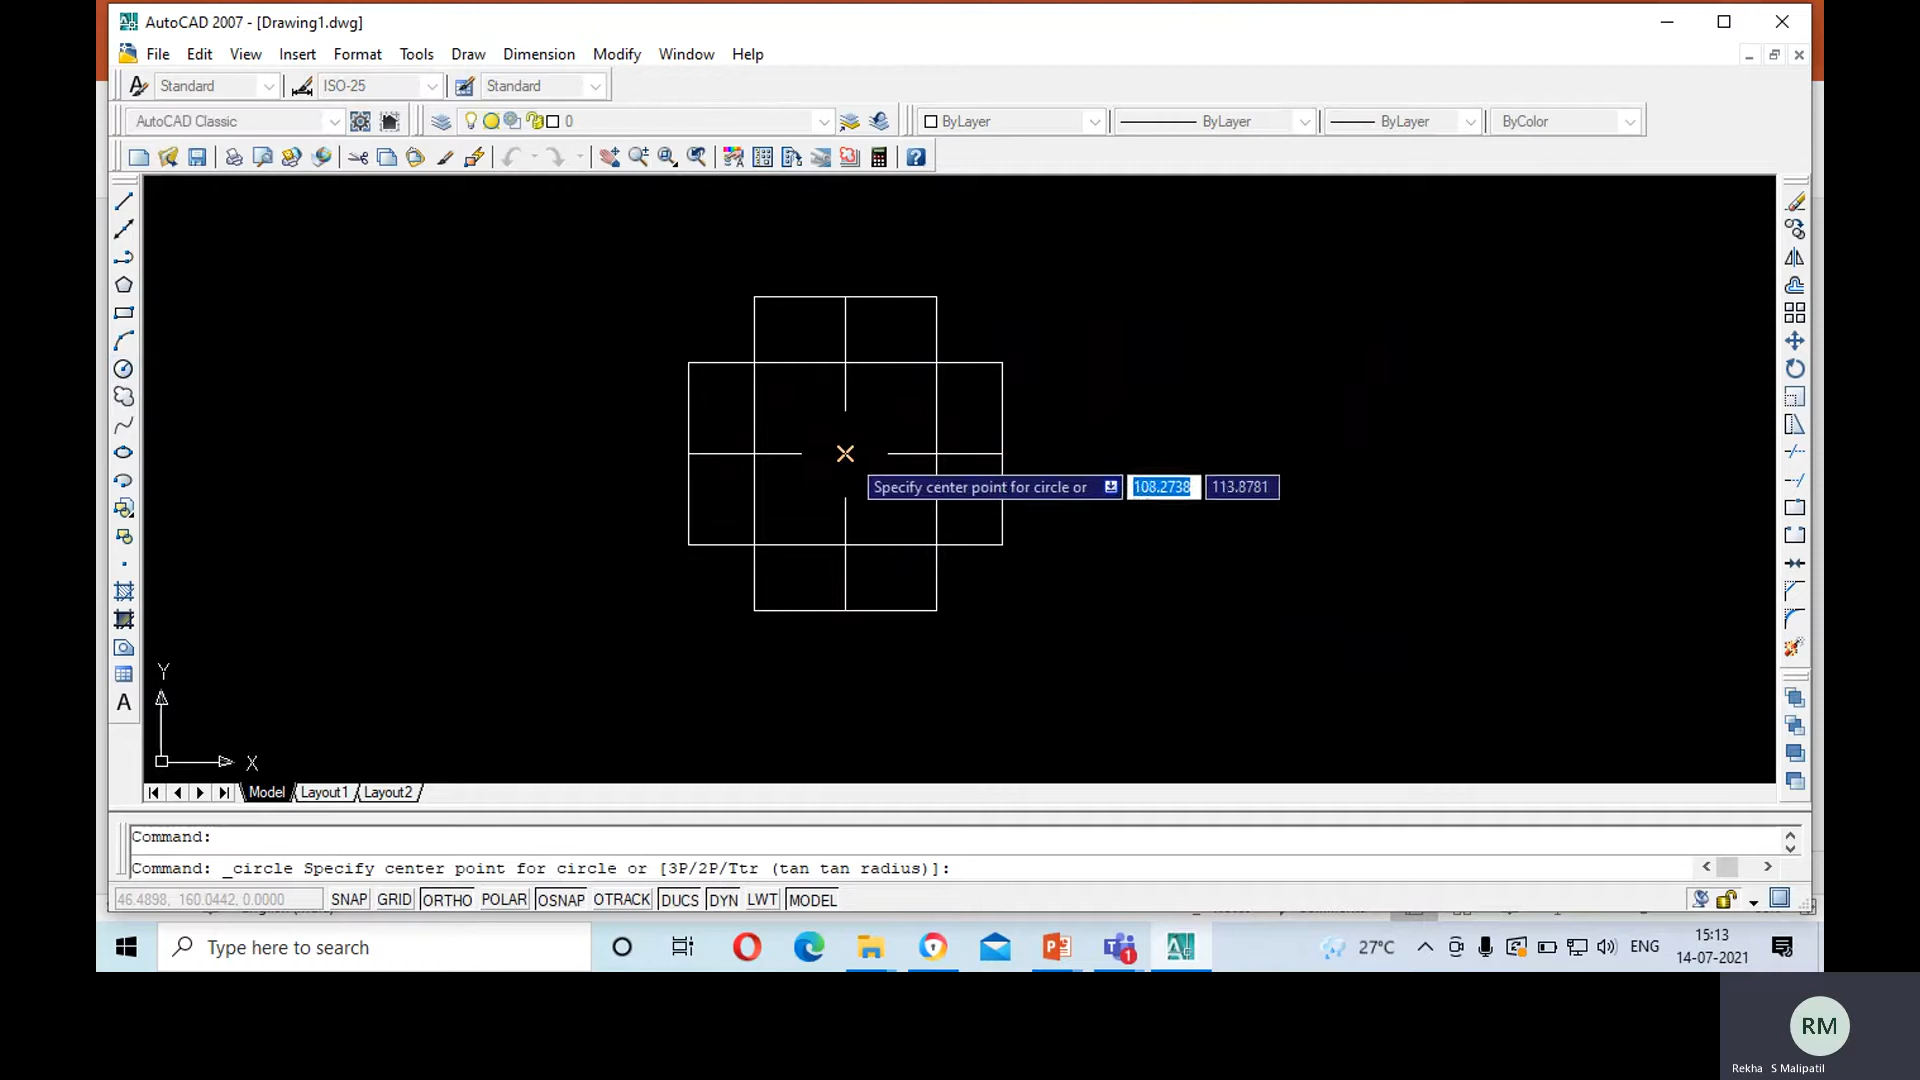 AutoCAD 2007 - [Drawing1.dwg]
File Edit View Insert Format Tools Draw Dimension Modify Window Help
Standard ISO-25 Standard
AutoCAD Classic 0 ByLayer ByLayer ByLayer ByColor
Specify center point for circle or 108.2738 113.8781
Y
A
X
Model Layout1 Layout2
Command:
Command: _circle Specify center point for circle or [3P/2P/Ttr (tan tan radius)]:
46.4898, 160.0442, 0.0000 SNAP GRID ORTHO POLAR OSNAP OTRACK DUCS DYN LWT MODEL
Type here to search 1 27°C ENG 15:13
14-07-2021
RM
Rekha S Malipatil